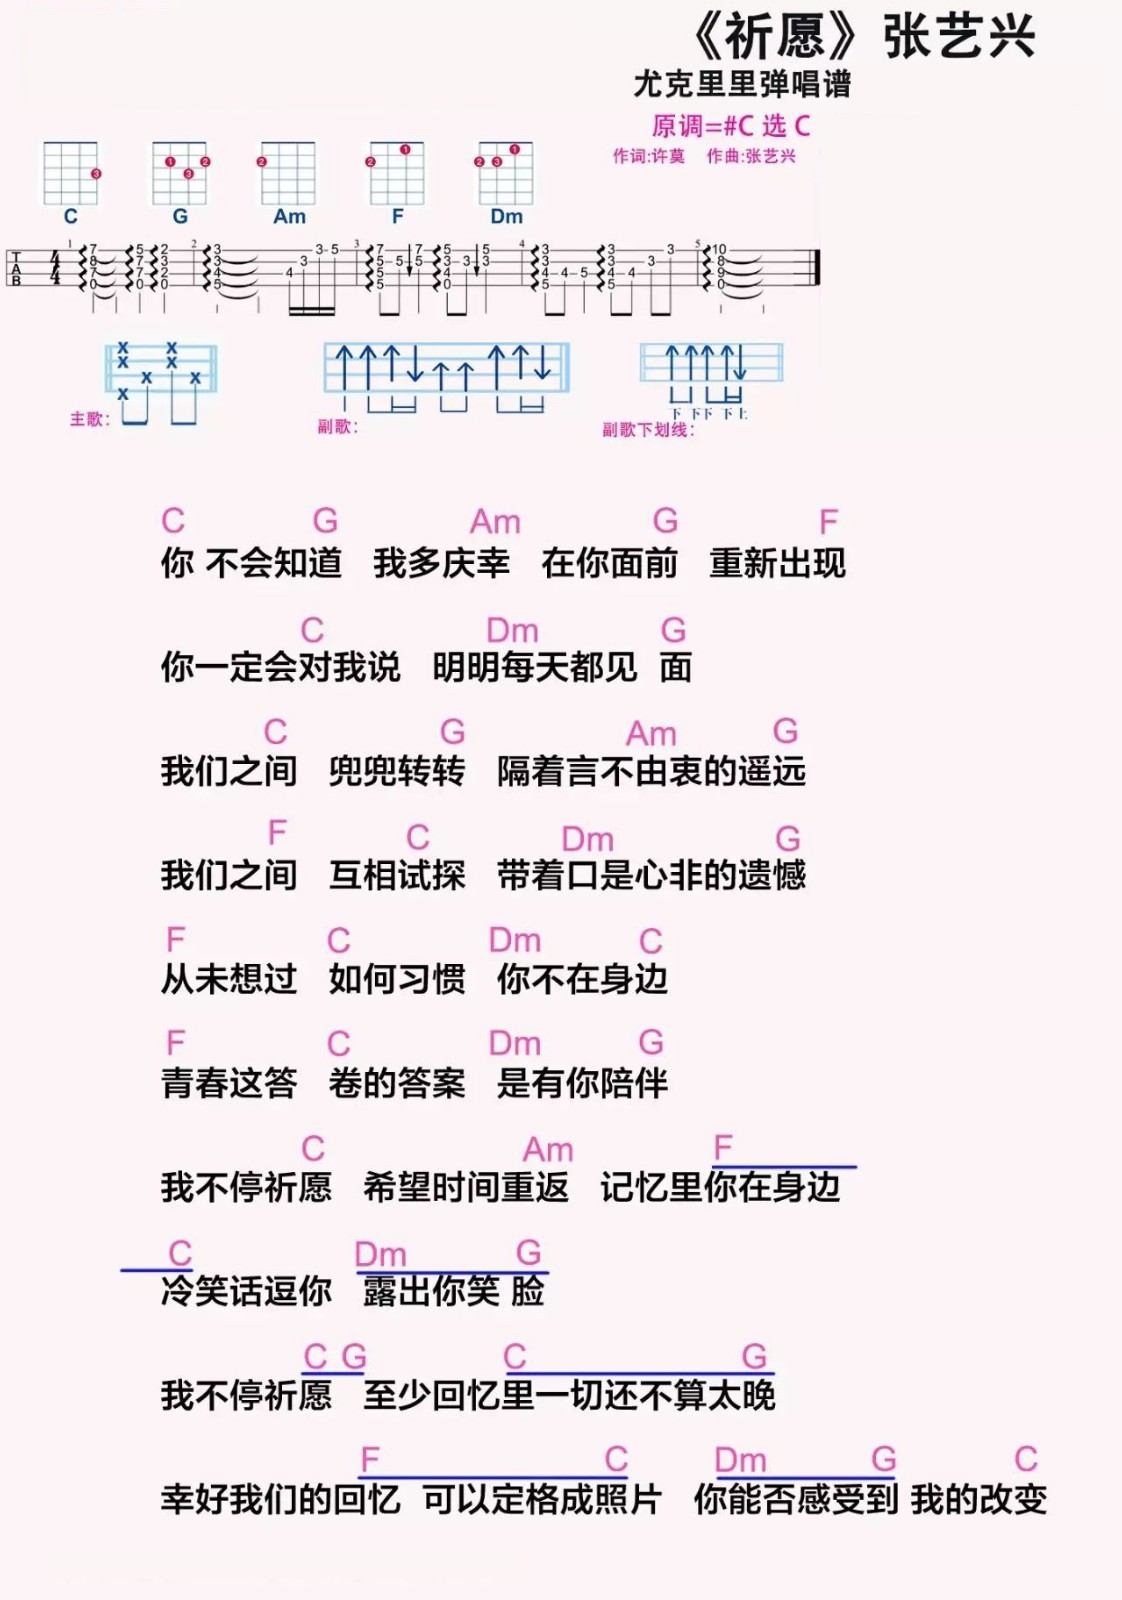 《祈愿》张艺兴
尤克里里弹唱谱
原调=#C 选 C
作词:许莫 作曲:张艺兴
C G Am F Dm
主歌：
副歌：
下 下下 下上
副歌下划线：
C G Am G F
你 不会知道 我多庆幸 在你面前 重新出现
C Dm G
你一定会对我说 明明每天都见 面
C G Am G
我们之间 兜兜转转 隔着言不由衷的遥远
F C Dm G
我们之间 互相试探 带着口是心非的遗憾
F C Dm C
从未想过 如何习惯 你不在身边
F C Dm G
青春这答 卷的答案 是有你陪伴
C Am F
我不停祈愿 希望时间重返 记忆里你在身边
C Dm G
冷笑话逗你 露出你笑 脸
C G C G
我不停祈愿 至少回忆里一切还不算太晚
F C Dm G C
幸好我们的回忆 可以定格成照片 你能否感受到 我的改变